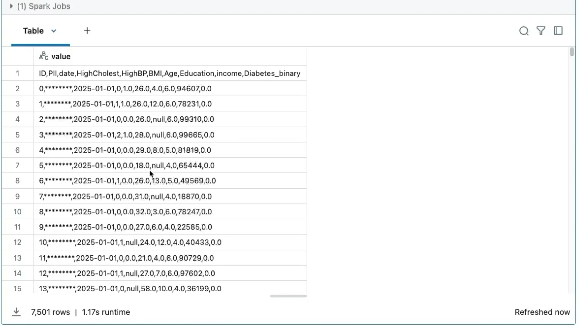 (1) Spark Jobs
Table
value
1 ID,PII,date,HighCholest,HighBP,BMI,Age,Education,income,Diabetes_binary
2 0,********,2025-01-01,0,1.0,26.0,4.0,6.0,94607,0.0
3 1,********,2025-01-01,1,1.0,26.0,12.0,6.0,78231,0.0
4 2,********,2025-01-01,0,0.0,26.0,null,6.0,99310,0.0
5 3,********,2025-01-01,2,1.0,28.0,null,6.0,99665,0.0
6 4,********,2025-01-01,0,0.0,29.0,8.0,5.0,81819,0.0
7 5,********,2025-01-01,0,0.0,18.0,null,4.0,65444,0.0
8 6,********,2025-01-01,1,0.0,26.0,13.0,5.0,49569,0.0
9 7,********,2025-01-01,0,0.0,31.0,null,4.0,18870,0.0
10 8,********,2025-01-01,0,0.0,32.0,3.0,6.0,78247,0.0
11 9,********,2025-01-01,0,0.0,27.0,6.0,4.0,22585,0.0
12 10,********,2025-01-01,1,null,24.0,12.0,4.0,40433,0.0
13 11,********,2025-01-01,0,0.0,21.0,4.0,6.0,90729,0.0
14 12,********,2025-01-01,1,null,27.0,7.0,6.0,97602,0.0
15 13,********,2025-01-01,0,null,58.0,10.0,4.0,36199,0.0
7,501 rows | 1.17s runtime
Refreshed now